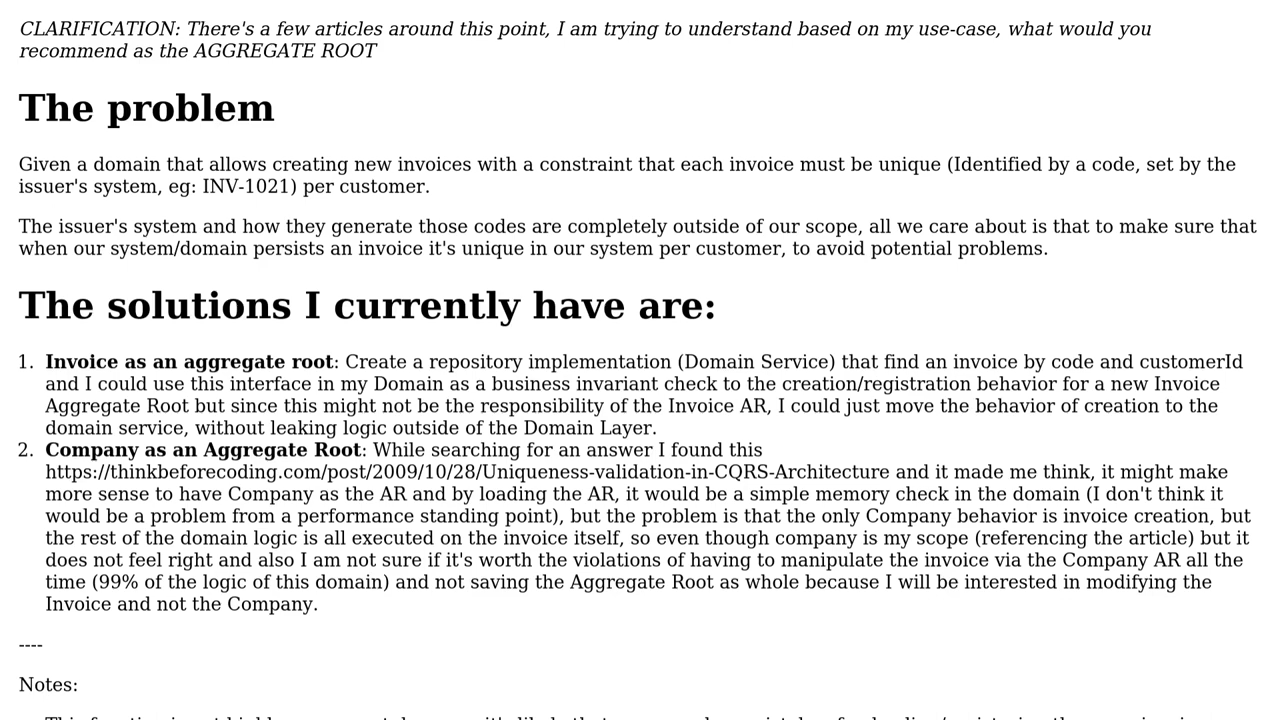 CLARIFICATION: There's a few articles around this point, I am trying to understand based on my use-case, what would you
recommend as the AGGREGATE ROOT
The problem
Given a domain that allows creating new invoices with a constraint that each invoice must be unique (Identified by a code, set by the
issuer's system, eg: INV-1021) per customer.
The issuer's system and how they generate those codes are completely outside of our scope, all we care about is that to make sure that
when our system/domain persists an invoice it's unique in our system per customer, to avoid potential problems.
The solutions I currently have are:
1. Invoice as an aggregate root: Create a repository implementation (Domain Service) that find an invoice by code and customerId
and I could use this interface in my Domain as a business invariant check to the creation/registration behavior for a new Invoice
Aggregate Root but since this might not be the responsibility of the Invoice AR, I could just move the behavior of creation to the
domain service, without leaking logic outside of the Domain Layer.
2. Company as an Aggregate Root: While searching for an answer I found this
https://thinkbeforecoding.com/post/2009/10/28/Uniqueness-validation-in-CQRS-Architecture and it made me think, it might make
more sense to have Company as the AR and by loading the AR, it would be a simple memory check in the domain (I don't think it
would be a problem from a performance standing point), but the problem is that the only Company behavior is invoice creation, but
the rest of the domain logic is all executed on the invoice itself, so even though company is my scope (referencing the article) but it
does not feel right and also I am not sure if it's worth the violations of having to manipulate the invoice via the Company AR all the
time (99% of the logic of this domain) and not saving the Aggregate Root as whole because I will be interested in modifying the
Invoice and not the Company.
----
Notes: